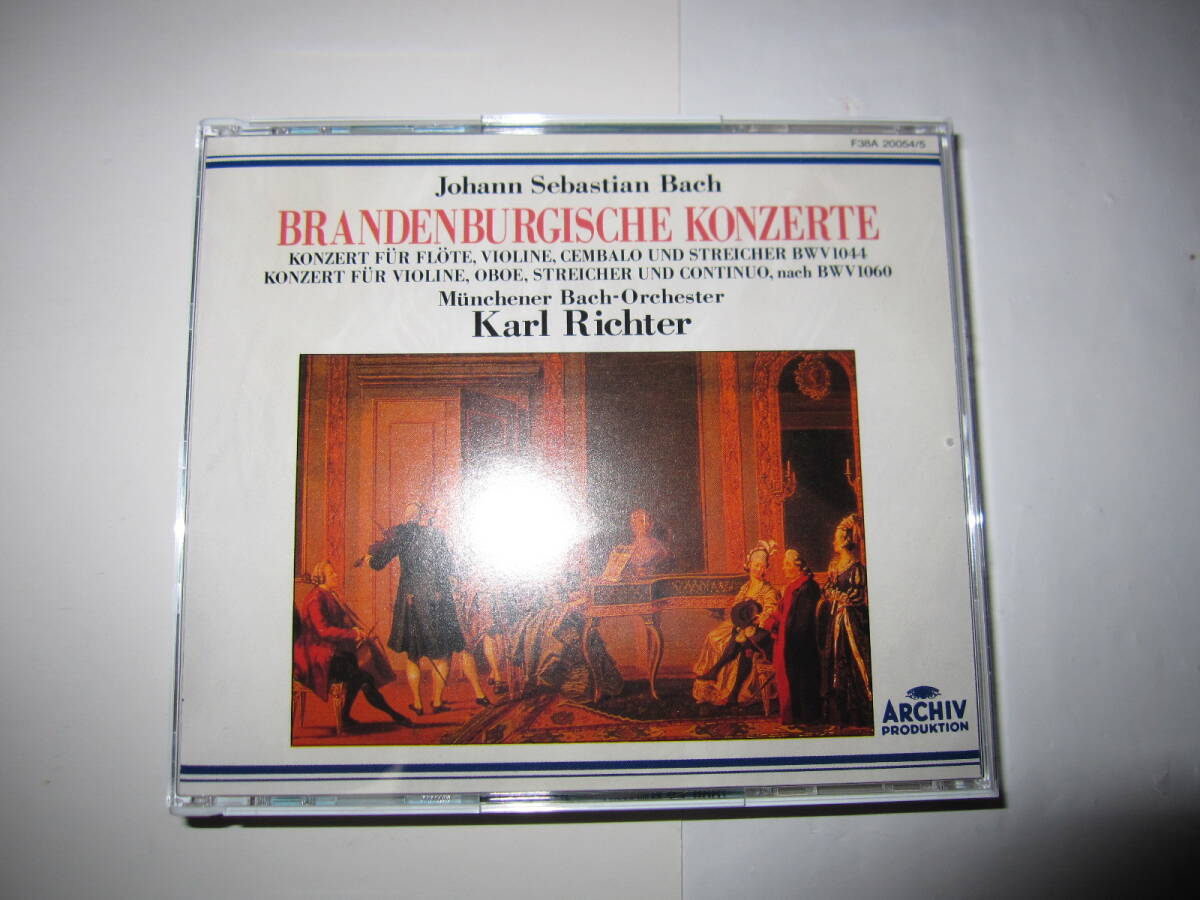 F38A 20054/5
Johann Sebastian Bach
BRANDENBURGISCHE KONZERTE
KONZERT FÜR FLÖTE, VIOLINE, CEMBALO UND STREICHER BWV1044
KONZERT FÜR VIOLINE, OBOE, STREICHER UND CONTINUO, nach BWV1060
Münchener Bach-Orchester
Karl Richter
ARCHIV
PRODUKTION